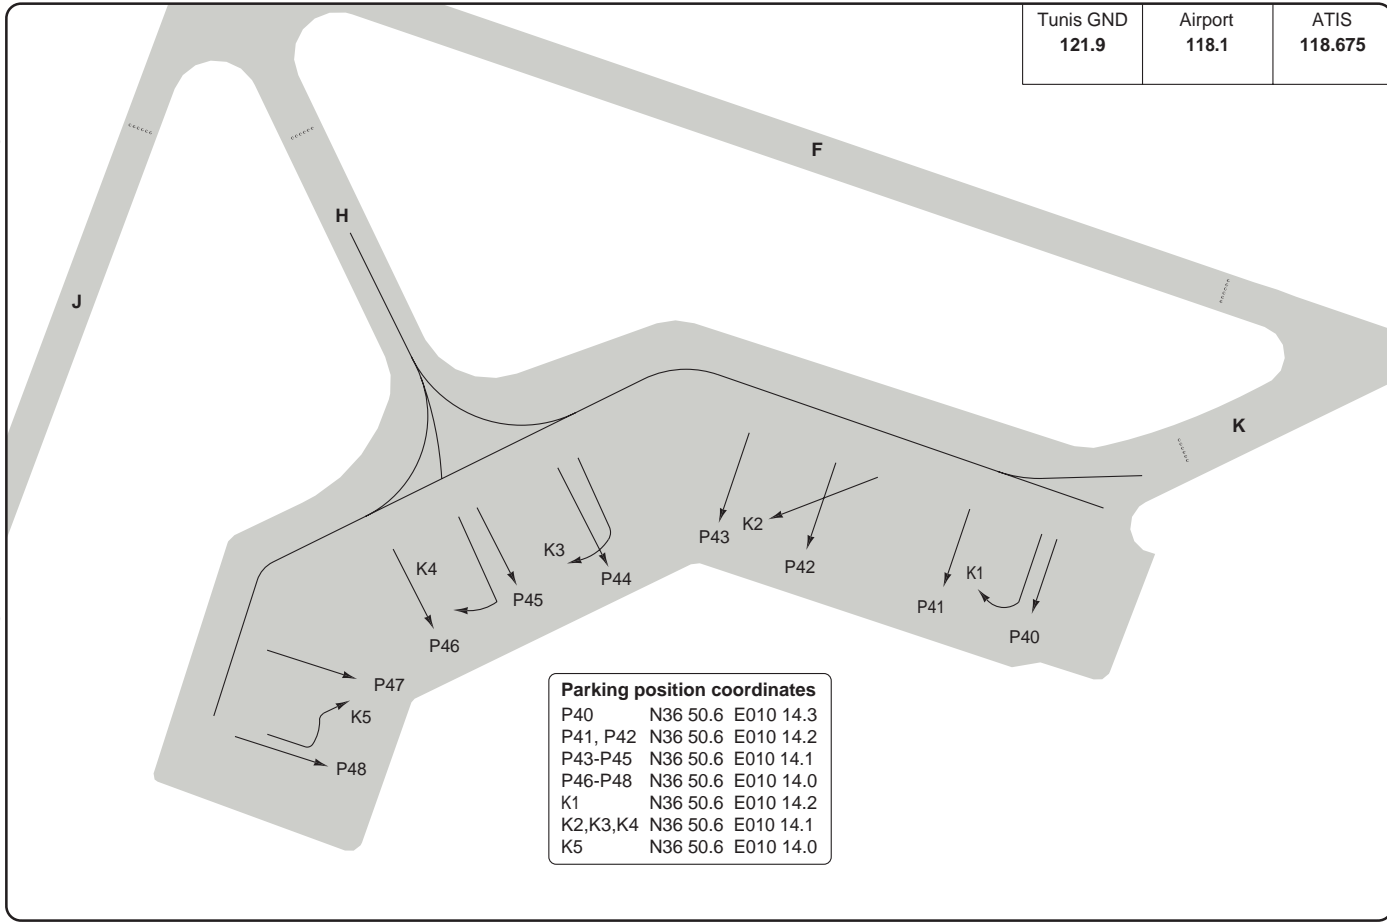 Tunis GND Airport ATIS
121.9 118.1 118.675
F
H
J
K
K2
P43
K3
P42
K4
P44
K1
P45
P41
P46
P40
P47
K5
P48
Parking position coordinates
P40 N36 50.6 E010 14.3
P41, P42 N36 50.6 E010 14.2
P43-P45 N36 50.6 E010 14.1
P46-P48 N36 50.6 E010 14.0
K1 N36 50.6 E010 14.2
K2,K3,K4 N36 50.6 E010 14.1
K5 N36 50.6 E010 14.0